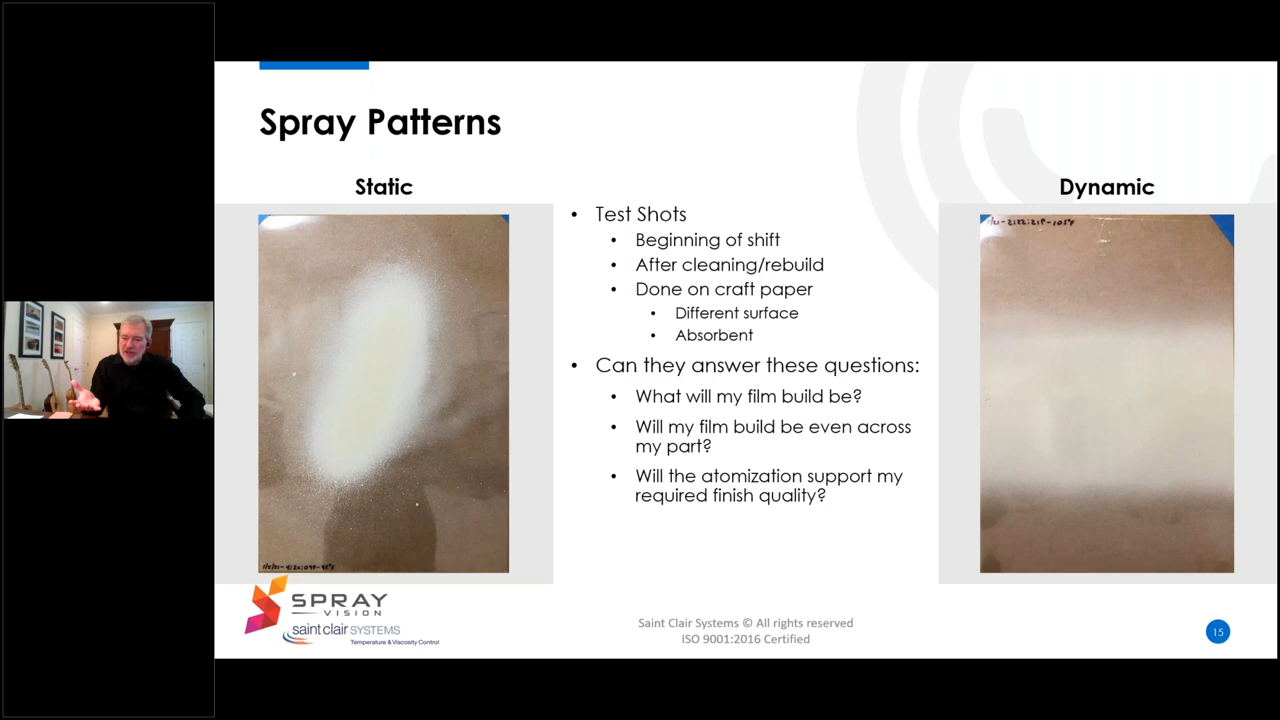 Spray Patterns
Static
Dynamic
• Test Shots
• Beginning of shift
• After cleaning/rebuild
• Done on craft paper
• Different surface
• Absorbent
• Can they answer these questions:
• What will my film build be?
• Will my film build be even across
my part?
• Will the atomization support my
required finish quality?
SPRAY
VISION
saint clair SYSTEMS
Temperature & Viscosity Control
Saint Clair Systems © All rights reserved
ISO 9001:2016 Certified
15